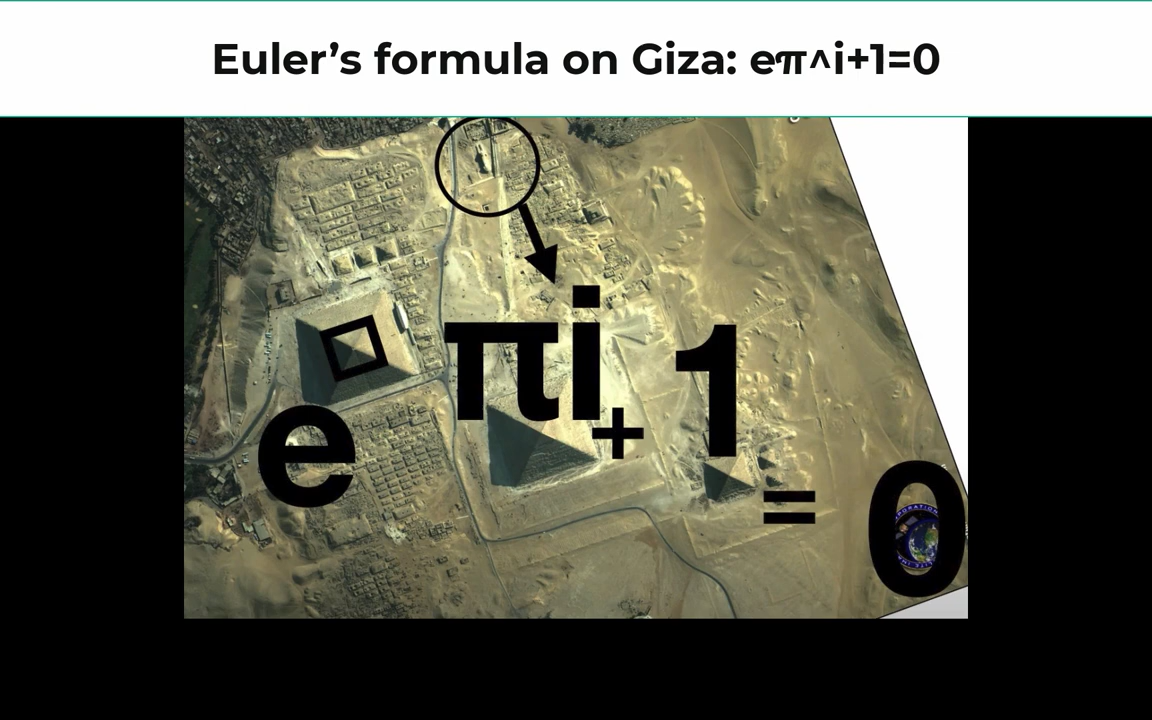 Euler’s formula on Giza: eπ^i+1=0
e
πi
+
1
=
0